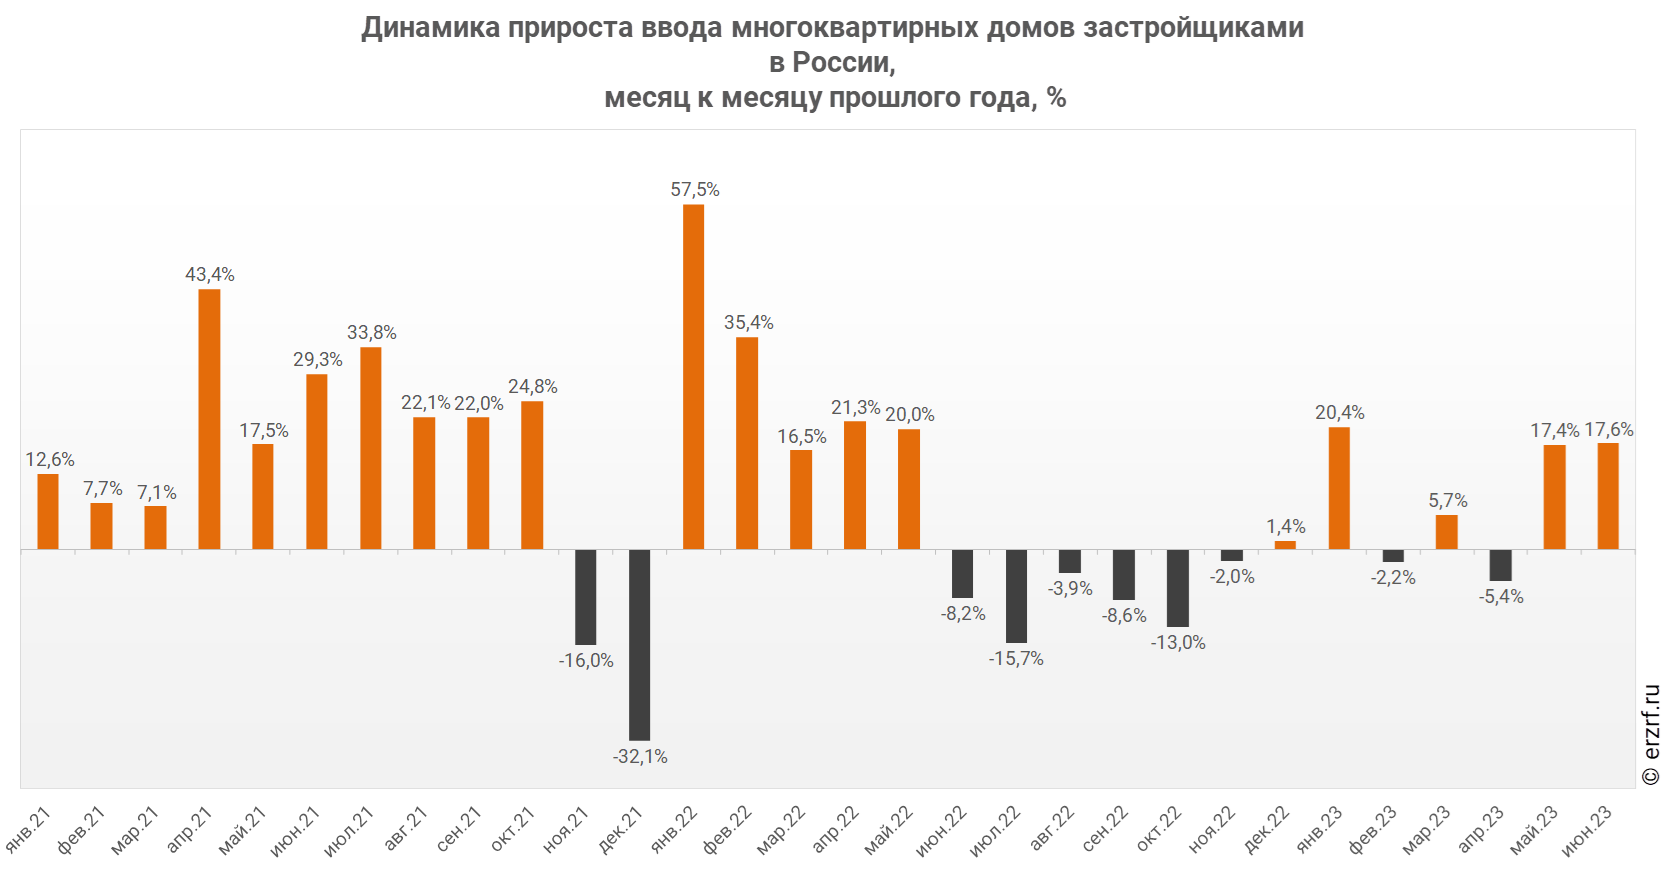 Динамика прироста ввода многоквартирных домов застройщиками
в России,
месяц к месяцу прошлого года, %
12,6%
7,7%
7,1%
43,4%
17,5%
29,3%
33,8%
22,1%
22,0%
24,8%
-16,0%
-32,1%
57,5%
35,4%
16,5%
21,3%
20,0%
-8,2%
-15,7%
-3,9%
-8,6%
-13,0%
-2,0%
1,4%
20,4%
-2,2%
5,7%
-5,4%
17,4%
17,6%
янв.21
фев.21
мар.21
апр.21
май.21
июн.21
июл.21
авг.21
сен.21
окт.21
ноя.21
дек.21
янв.22
фев.22
мар.22
апр.22
май.22
июн.22
июл.22
авг.22
сен.22
окт.22
ноя.22
дек.22
янв.23
фев.23
мар.23
апр.23
май.23
июн.23
© erzrf.ru